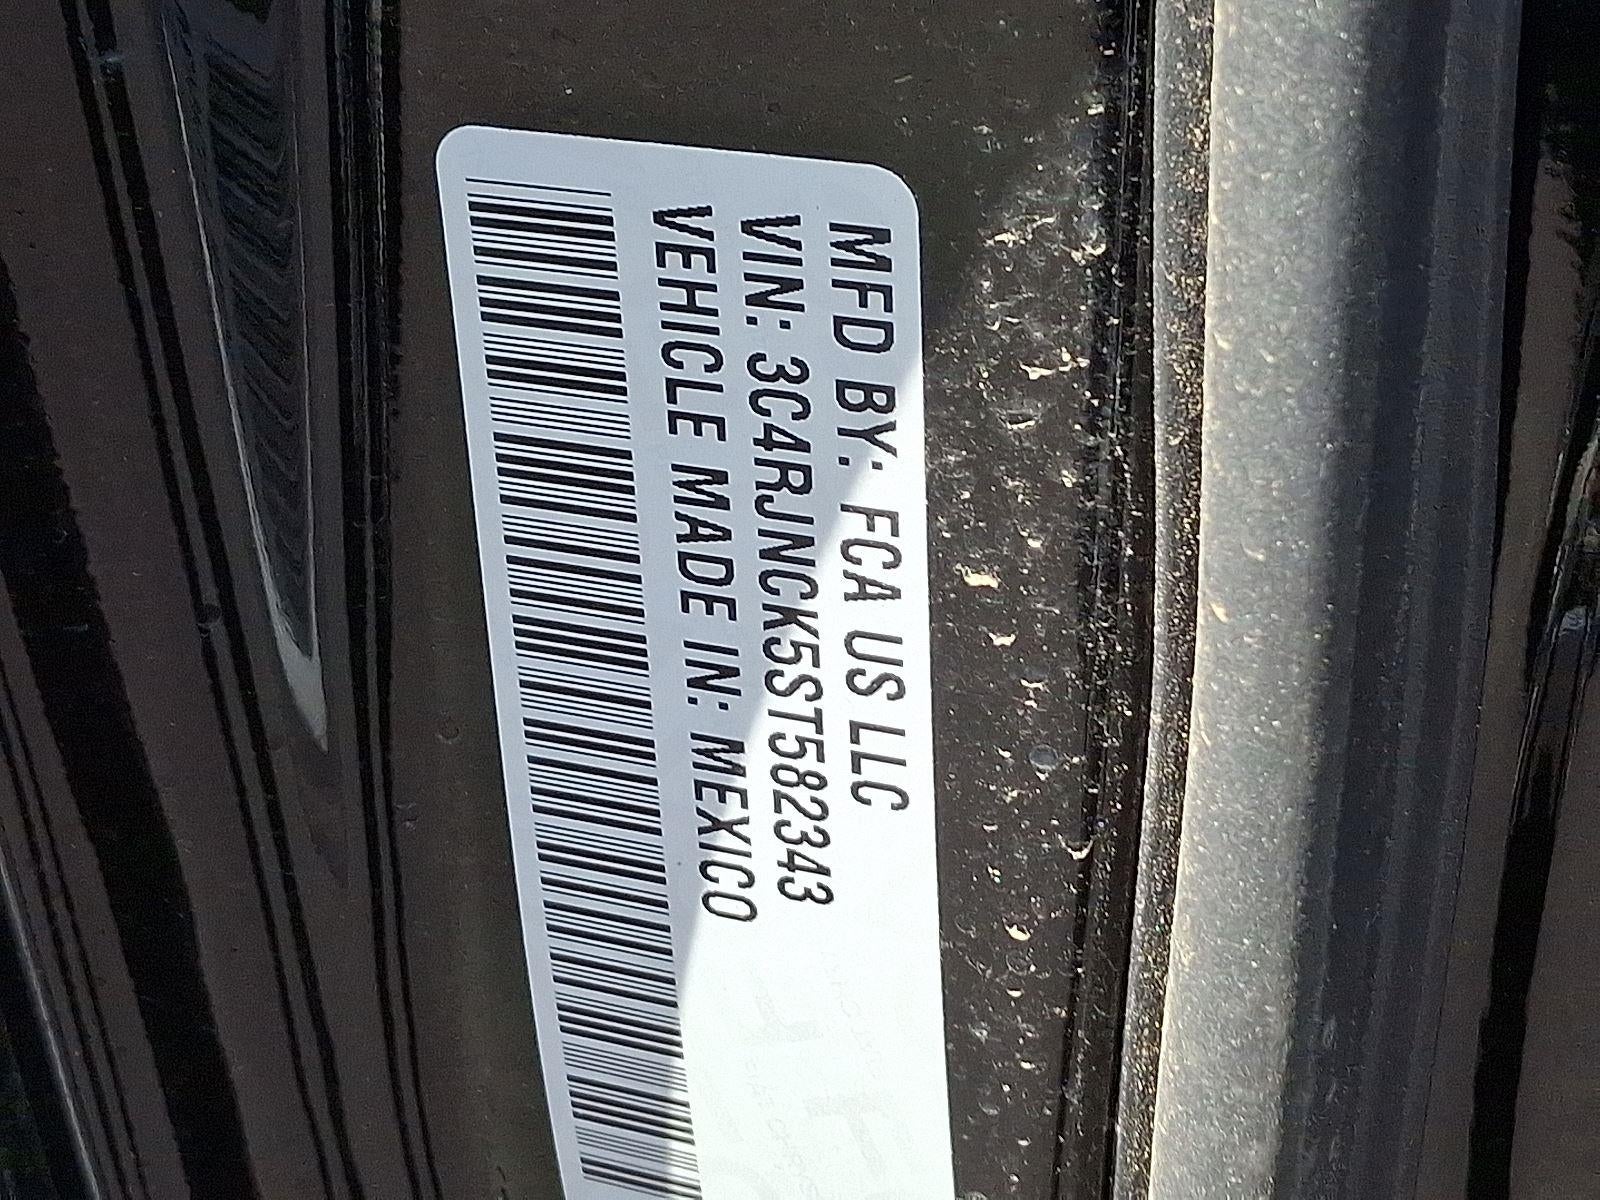 MFD BY: FCA US LLC
VIN: 3C4RJNCK5ST582343
VEHICLE MADE IN: MEXICO